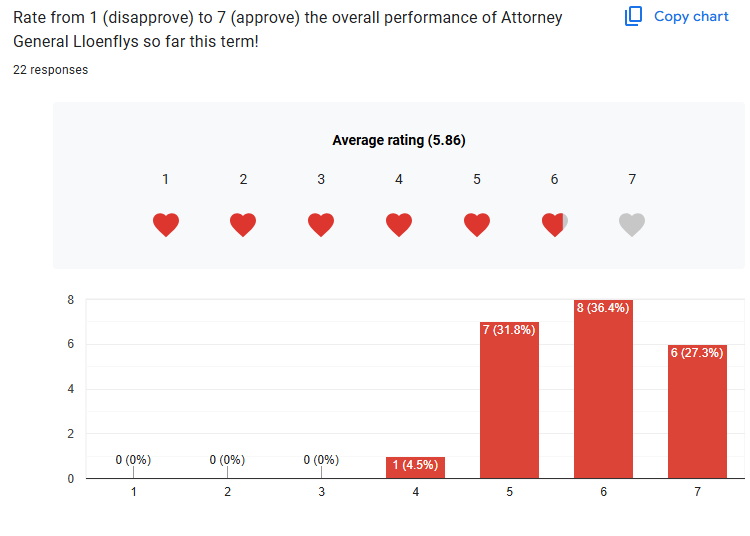 Rate from 1 (disapprove) to 7 (approve) the overall performance of Attorney
General Lloenflys so far this term!
Copy chart
22 responses
Average rating (5.86)
1 2 3 4 5 6 7
8
6
4
2
0
0 (0%) 0 (0%) 0 (0%) 1 (4.5%) 7 (31.8%) 8 (36.4%) 6 (27.3%)
1 2 3 4 5 6 7